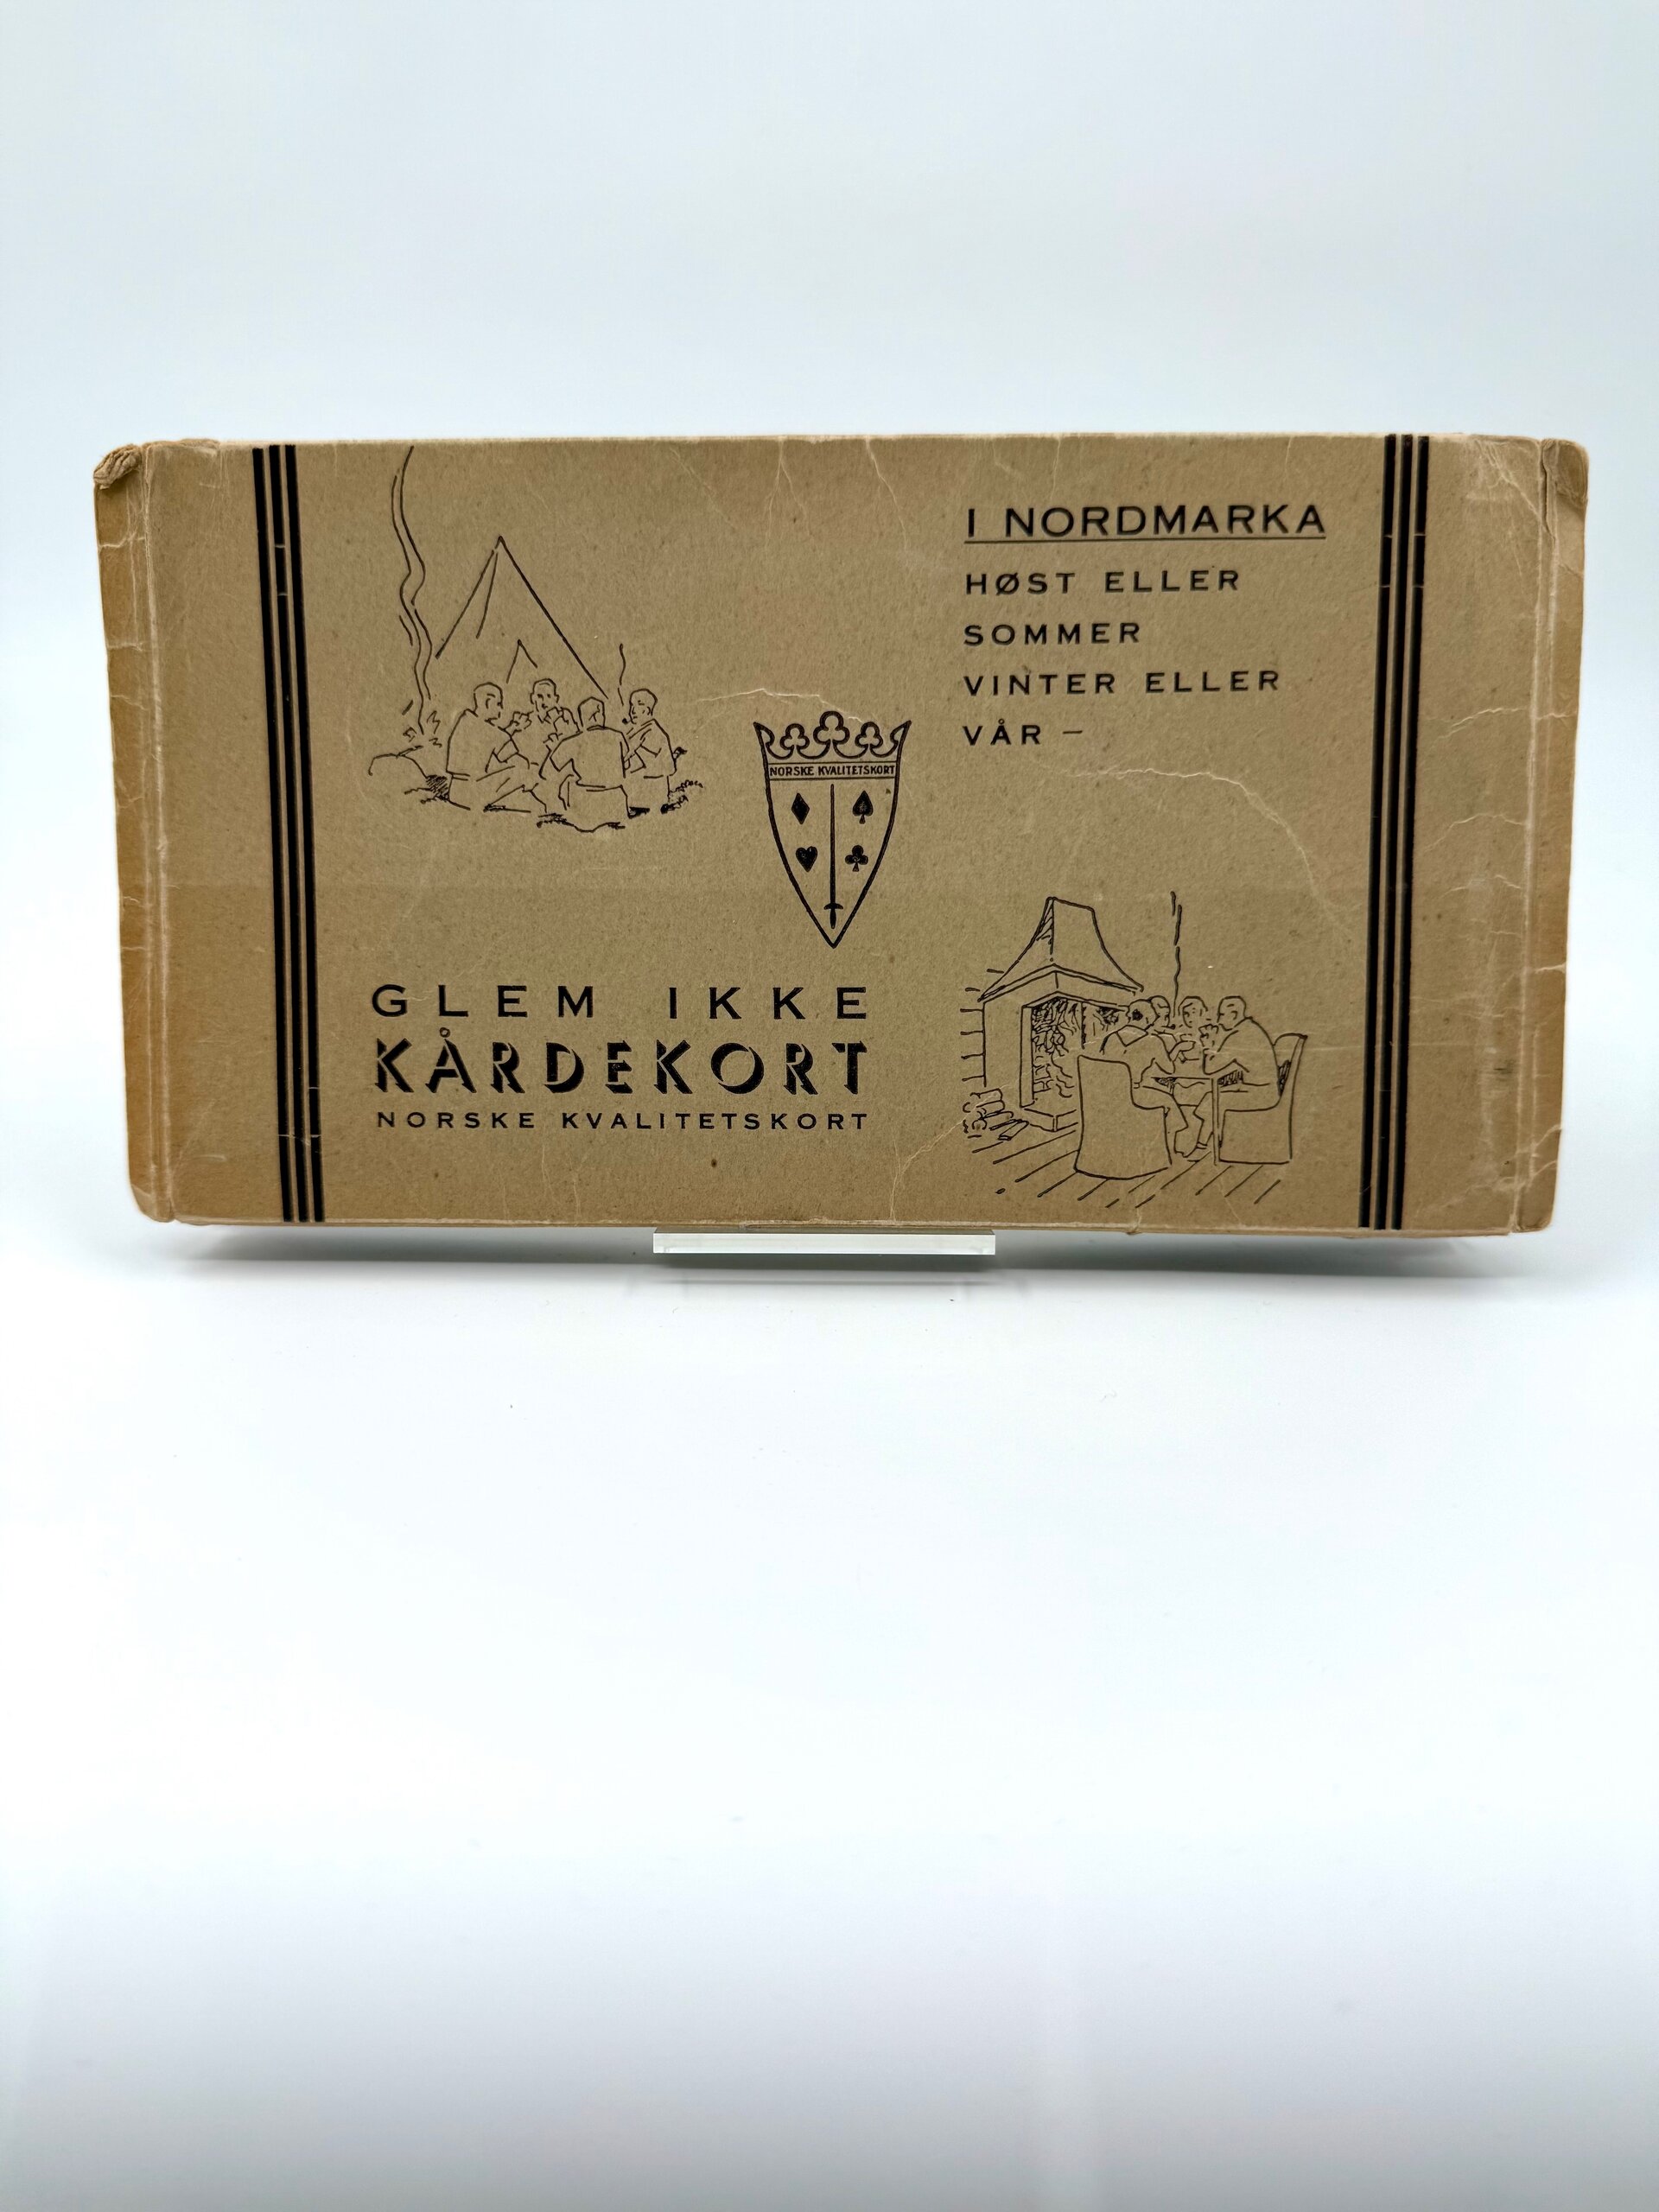 I NORDMARKA
HØST ELLER
SOMMER
VINTER ELLER
VÅR –
NORSKE KVALITETSKORT
GLEM IKKE
KÅRDEKORT
NORSKE KVALITETSKORT